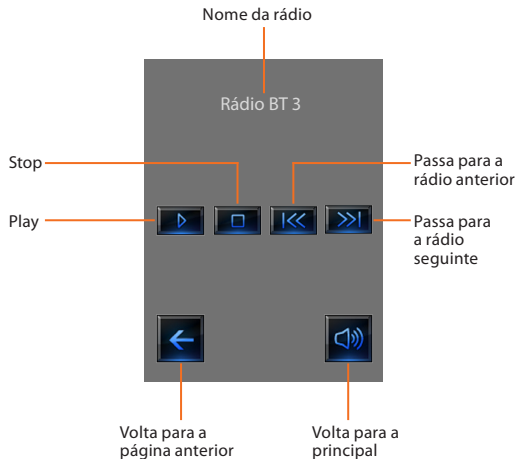 Nome da rádio
Rádio BT 3
Stop
Passa para a
rádio anterior
Play
Passa para
a rádio
seguinte
Volta para a
página anterior
Volta para a
principal